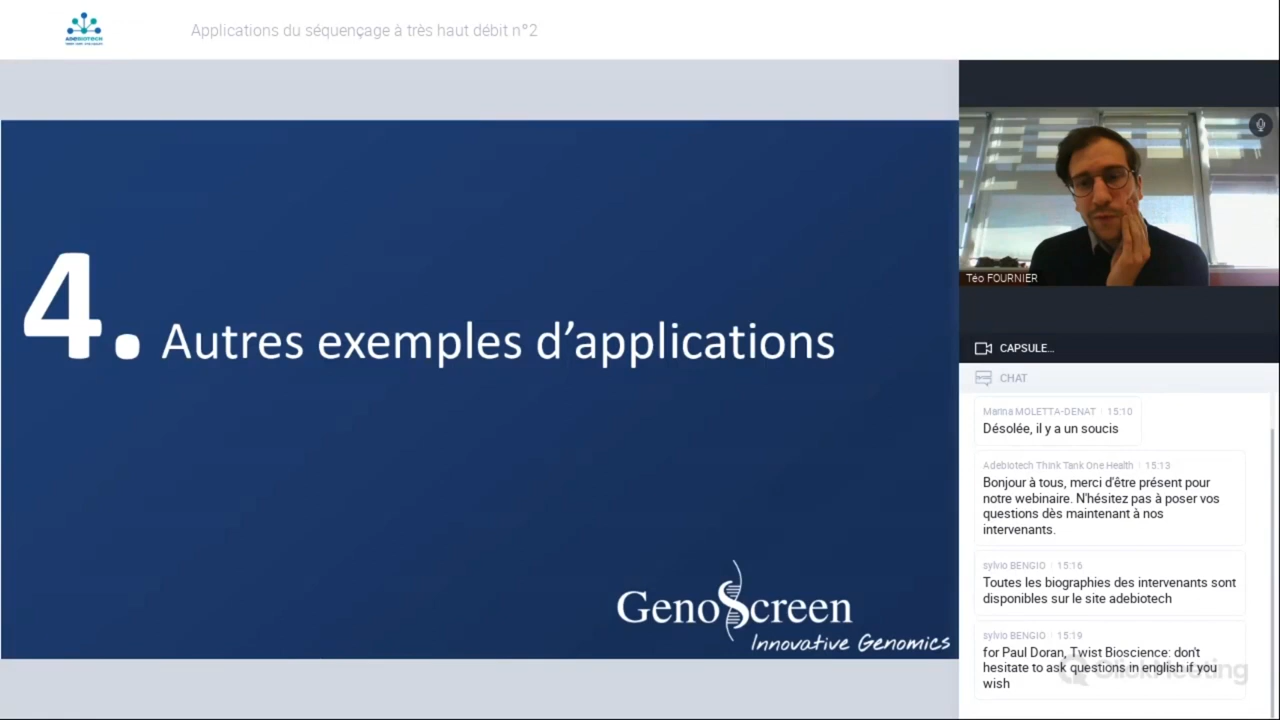 ADEBIOTECH
Applications du séquençage à très haut débit n°2
4. Autres exemples d’applications
GenoScreen
Innovative Genomics
Téo FOURNIER
CAPSULE...
CHAT
Marina MOLETTA-DENAT 15:10
Désolée, il y a un soucis
Adebiotech Think Tank One Health 15:13
Bonjour à tous, merci d'être présent pour
notre webinaire. N'hésitez pas à poser vos
questions dès maintenant à nos
intervenants.
sylvio BENGIO 15:16
Toutes les biographies des intervenants sont
disponibles sur le site adebiotech
sylvio BENGIO 15:19
for Paul Doran, Twist Bioscience: don't
hesitate to ask questions in english if you
wish
ClickMeeting